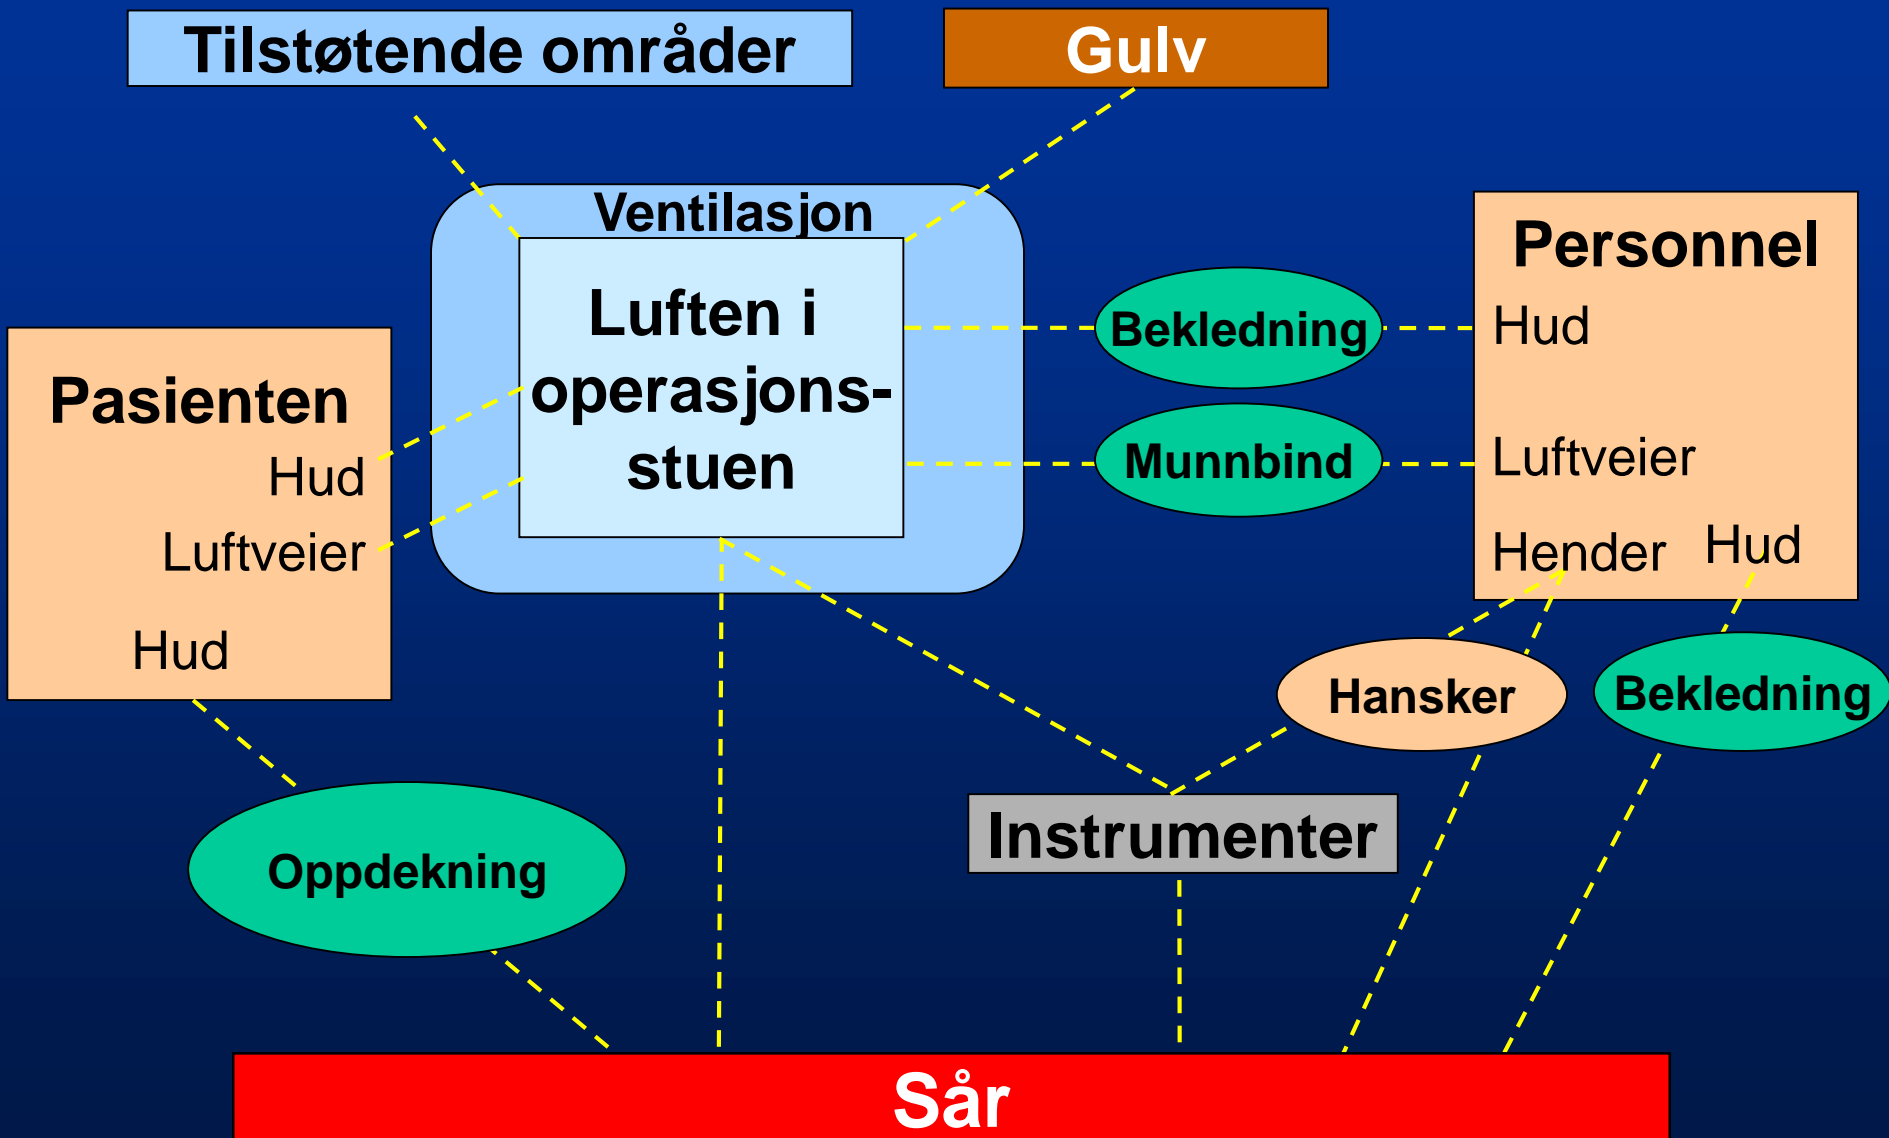 Tilstøtende områder
Gulv
Ventilasjon
Luften i
operasjons-
stuen
Bekledning
Munnbind
Personnel
Hud
Luftveier
Hender
Hud
Pasienten
Hud
Luftveier
Hud
Hansker
Bekledning
Oppdekning
Instrumenter
Sår